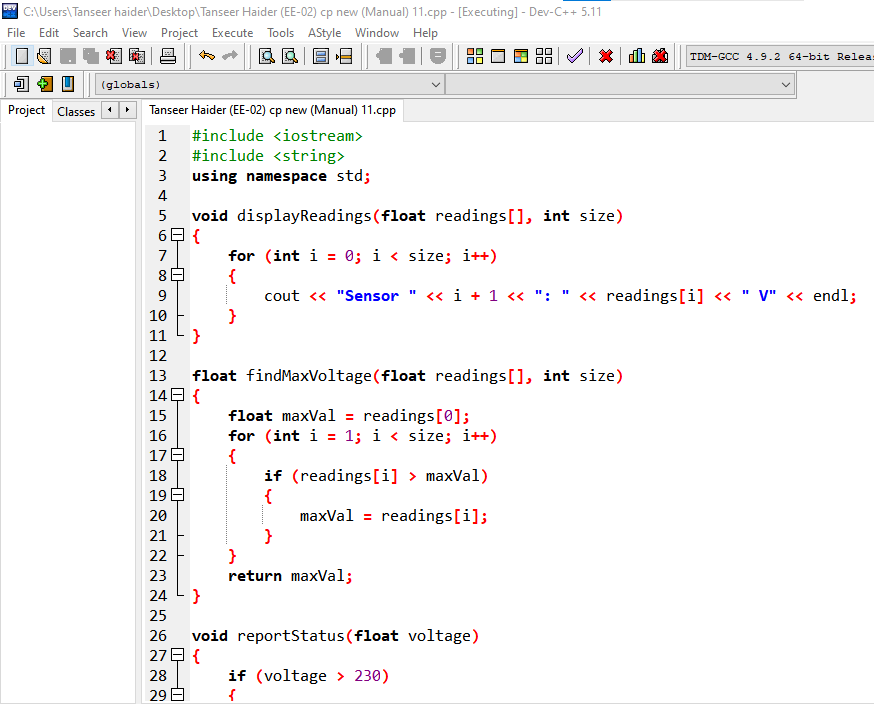 C:\Users\Tanseer haider\Desktop\Tanseer Haider (EE-02) cp new (Manual) 11.cpp - [Executing] - Dev-C++ 5.11
File Edit Search View Project Execute Tools AStyle Window Help
TDM-GCC 4.9.2 64-bit Relea
(globals)
Project Classes Tanseer Haider (EE-02) cp new (Manual) 11.cpp
1 #include <iostream>
2 #include <string>
3 using namespace std;
4
5 void displayReadings(float readings[], int size)
6 {
7 for (int i = 0; i < size; i++)
8 {
9 cout << "Sensor " << i + 1 << ": " << readings[i] << " V" << endl;
10 }
11 }
12
13 float findMaxVoltage(float readings[], int size)
14 {
15 float maxVal = readings[0];
16 for (int i = 1; i < size; i++)
17 {
18 if (readings[i] > maxVal)
19 {
20 maxVal = readings[i];
21 }
22 }
23 return maxVal;
24 }
25
26 void reportStatus(float voltage)
27 {
28 if (voltage > 230)
29 {